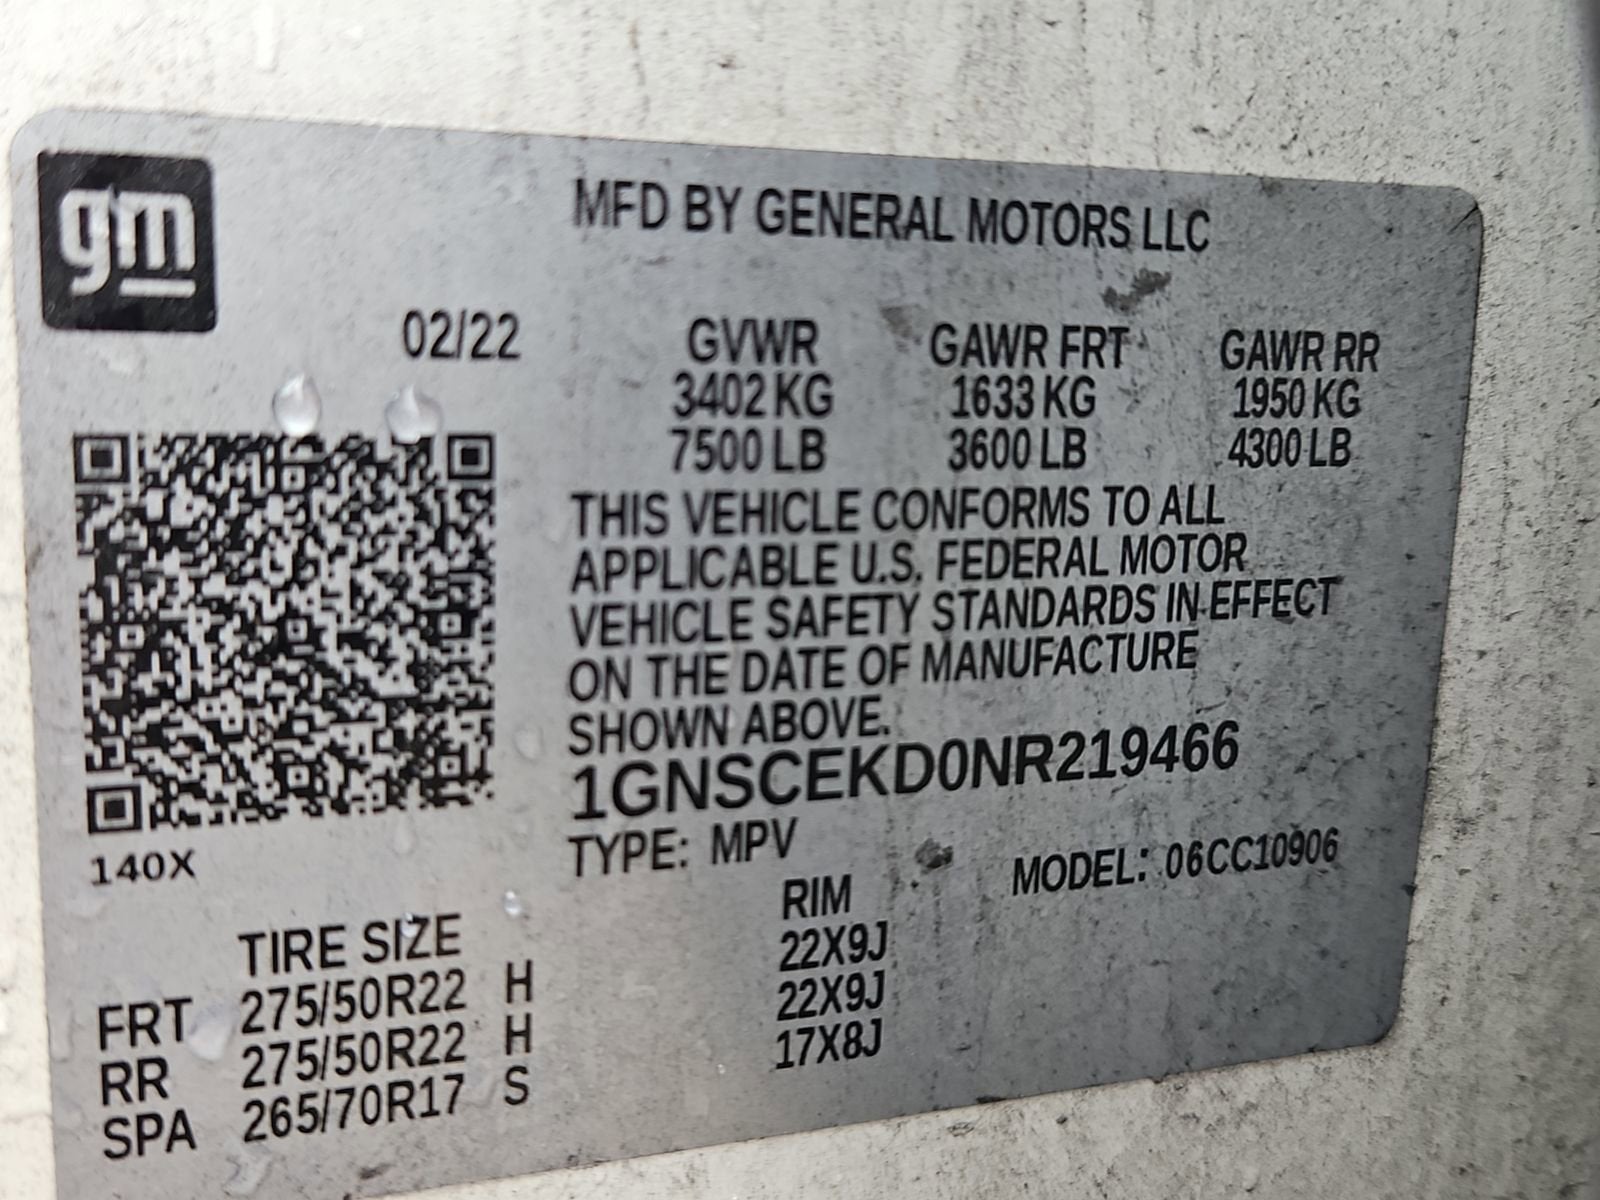 gm
MFD BY GENERAL MOTORS LLC
02/22 GVWR GAWR FRT GAWR RR
3402 KG 1633 KG 1950 KG
7500 LB 3600 LB 4300 LB
THIS VEHICLE CONFORMS TO ALL
APPLICABLE U.S. FEDERAL MOTOR
VEHICLE SAFETY STANDARDS IN EFFECT
ON THE DATE OF MANUFACTURE
SHOWN ABOVE.
1GNSCEKD0NR219466
140X
TYPE: MPV MODEL: 06CC10906
TIRE SIZE RIM
FRT 275/50R22 H 22X9J
RR 275/50R22 H 22X9J
SPA 265/70R17 S 17X8J